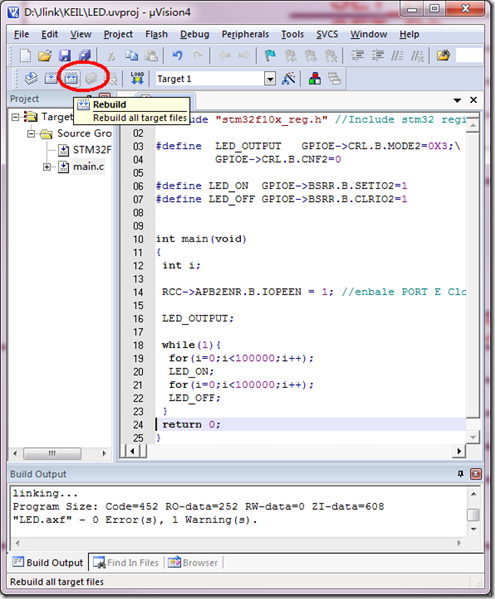 D:\Jlink\KEIL\LED.uvproj - µVision4
File Edit View Project Flash Debug Peripherals Tools SVCS Window Help
LOAD Target 1
Project
Rebuild
Rebuild all target files
Target
Source Gro
STM32F
main.c
clude "stm32f10x_reg.h" //Include stm32 regi
02
03 #define LED_OUTPUT GPIOE->CRL.B.MODE2=0X3;\
04 GPIOE->CRL.B.CNF2=0
05
06 #define LED_ON GPIOE->BSRR.B.SETIO2=1
07 #define LED_OFF GPIOE->BSRR.B.CLRIO2=1
08
09
10 int main(void)
11 {
12 int i;
13
14 RCC->APB2ENR.B.IOPEEN = 1; //enbale PORT E Clo
15
16 LED_OUTPUT;
17
18 while(1){
19 for(i=0;i<100000;i++);
20 LED_ON;
21 for(i=0;i<100000;i++);
22 LED_OFF;
23 }
24 return 0;
25 }
Build Output
linking...
Program Size: Code=452 RO-data=252 RW-data=0 ZI-data=608
"LED.axf" - 0 Error(s), 1 Warning(s).
Build Output Find In Files Browser
Rebuild all target files